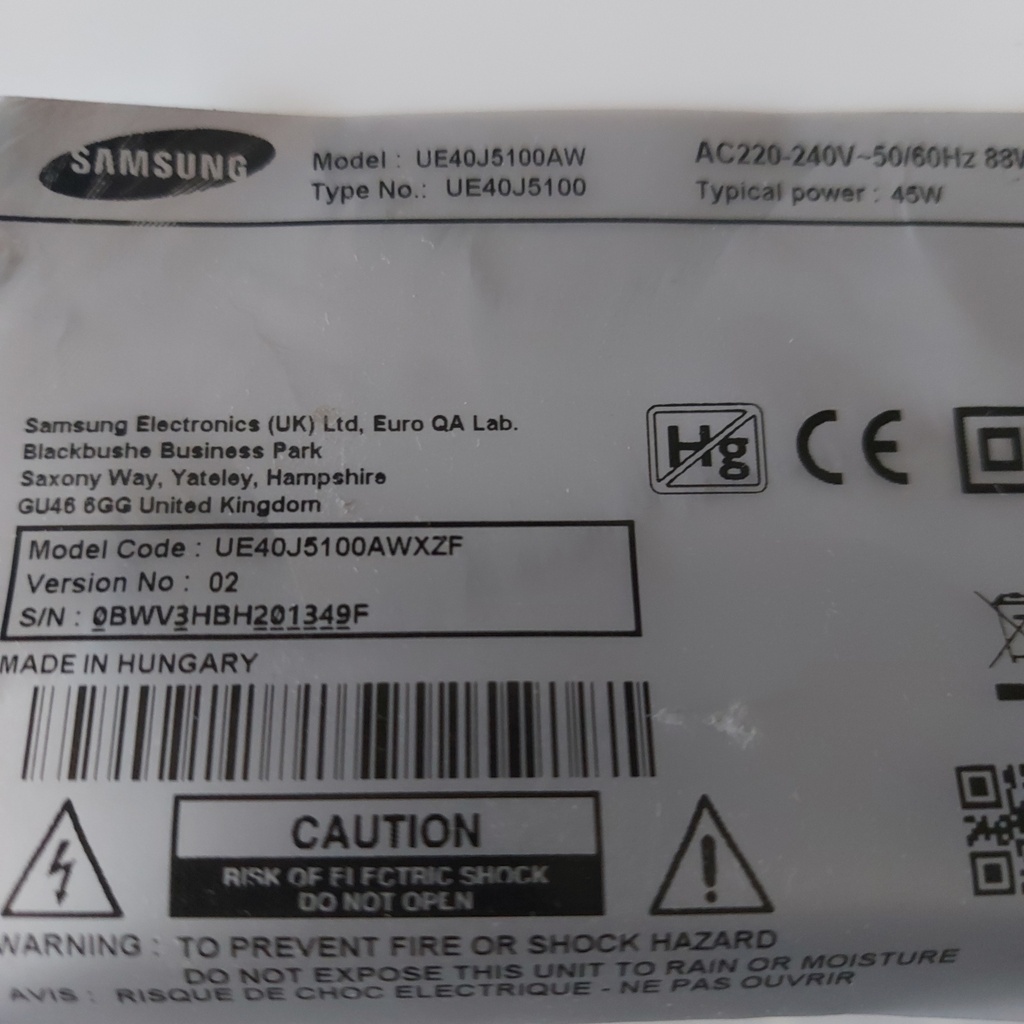 SAMSUNG
Model : UE40J5100AW
Type No.: UE40J5100
AC220-240V~50/60Hz 88W
Typical power : 45W
Samsung Electronics (UK) Ltd, Euro QA Lab.
Blackbushe Business Park
Saxony Way, Yateley, Hampshire
GU46 6GG United Kingdom
Hg
CE
Model Code : UE40J5100AWXZF
Version No : 02
S/N : 0BWV3HBH201349F
MADE IN HUNGARY
CAUTION
RISK OF ELECTRIC SHOCK
DO NOT OPEN
WARNING : TO PREVENT FIRE OR SHOCK HAZARD
DO NOT EXPOSE THIS UNIT TO RAIN OR MOISTURE
AVIS : RISQUE DE CHOC ELECTRIQUE - NE PAS OUVRIR